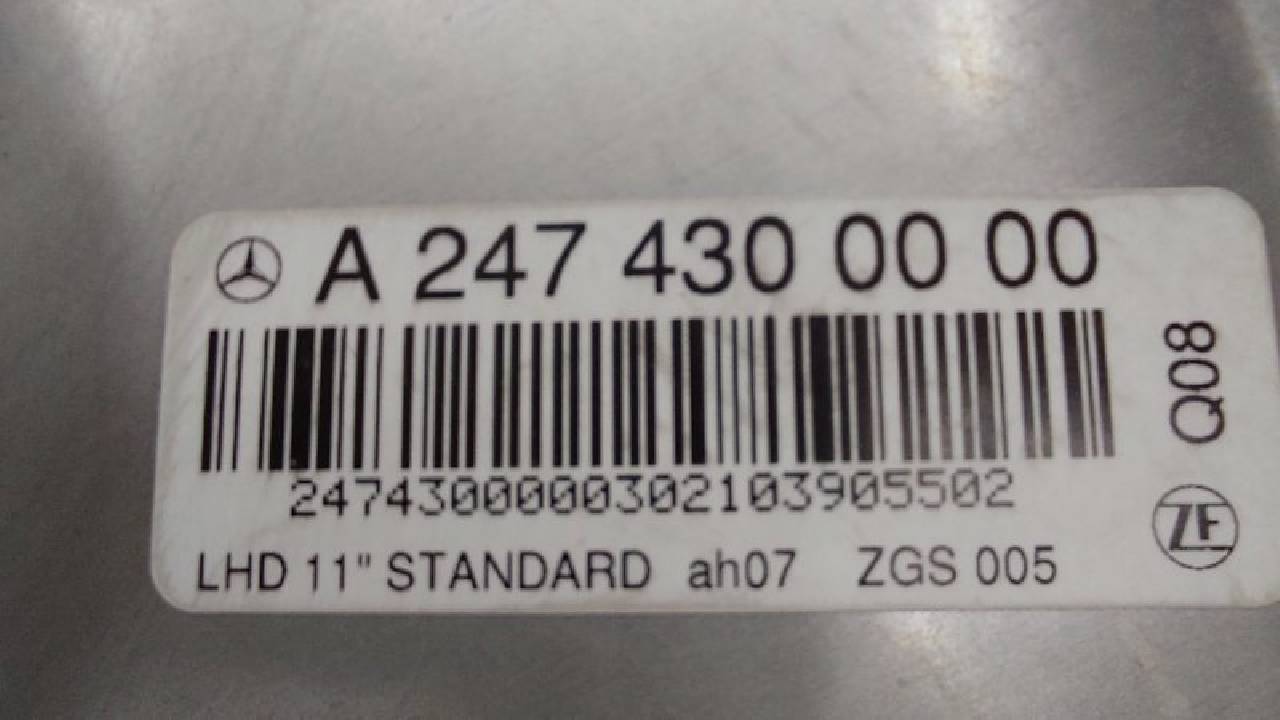 A 247 430 00 00
Q08
2474300000302103905502
ZF
LHD 11" STANDARD ah07 ZGS 005